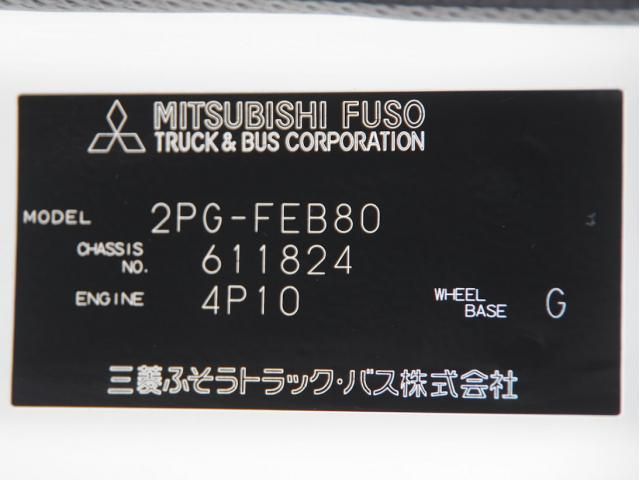 MITSUBISHI FUSO
TRUCK & BUS CORPORATION
MODEL 2PG-FEB80
CHASSIS NO. 611824
ENGINE 4P10 WHEEL BASE G
三菱ふそうトラック・バス株式会社